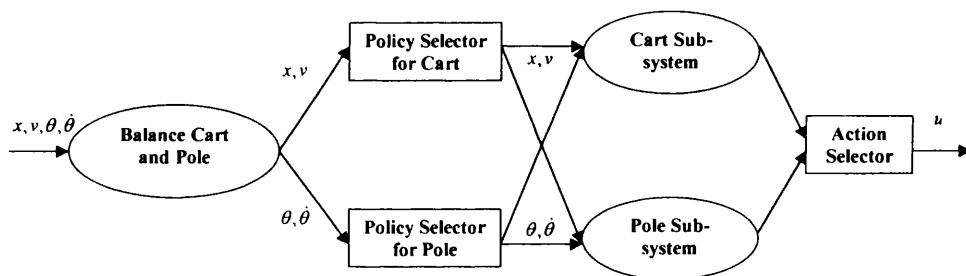 x, v, θ, θ̇
Balance Cart
and Pole
x, v
θ, θ̇
Policy Selector
for Cart
Policy Selector
for Pole
x, v
θ, θ̇
Cart Sub-
system
Pole Sub-
system
Action
Selector
u